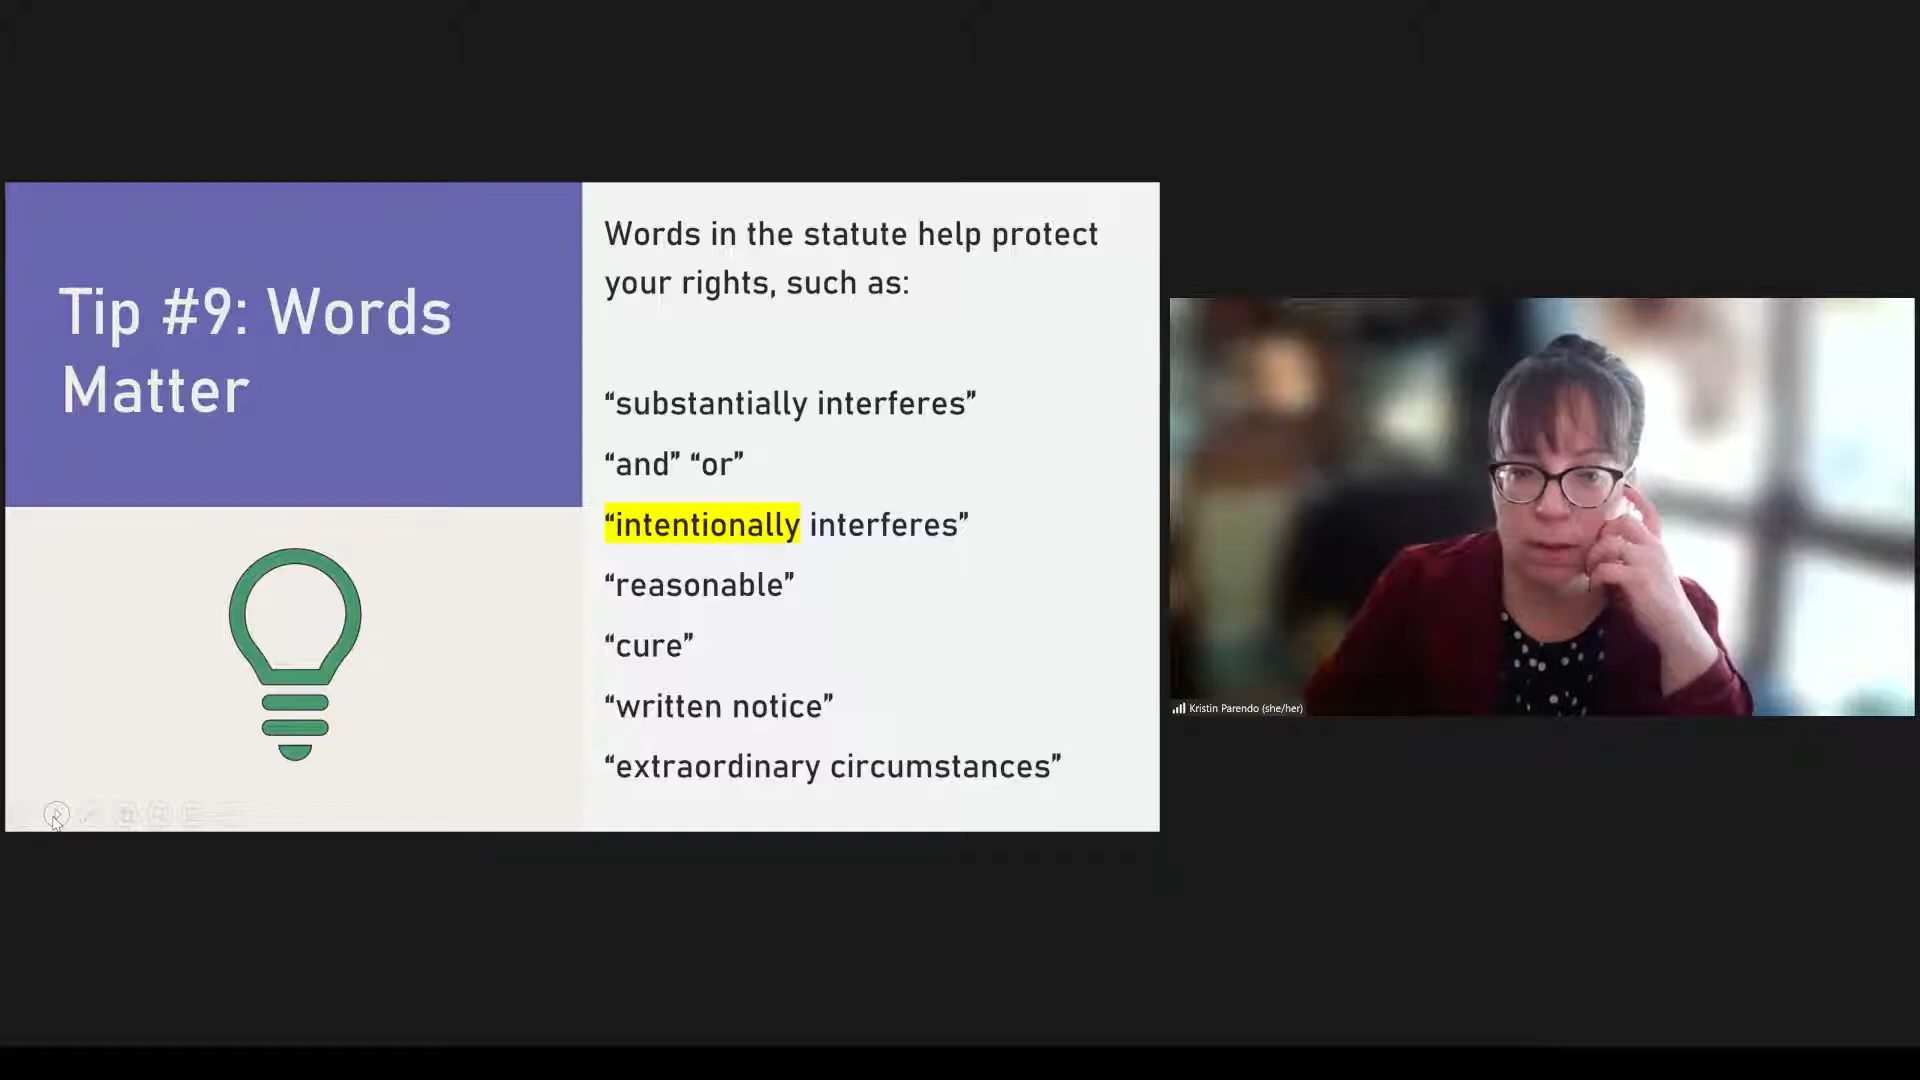 Tip #9: Words
Matter
Words in the statute help protect
your rights, such as:
“substantially interferes”
“and” “or”
“intentionally interferes”
“reasonable”
“cure”
“written notice”
“extraordinary circumstances”
Kristin Parendo (she/her)